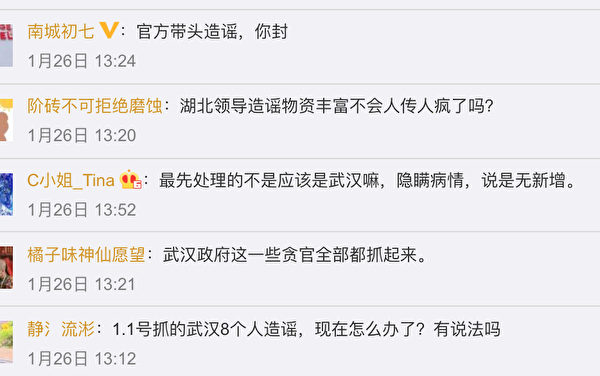 南城初七：官方带头造谣，你封
1月26日 13:24
阶砖不可拒绝磨蚀：湖北领导造谣物资丰富不会人传人疯了吗？
1月26日 13:20
C小姐_Tina：最先处理的不是应该是武汉嘛，隐瞒病情，说是无新增。
1月26日 13:52
橘子味神仙愿望：武汉政府这一些贪官全部都抓起来。
1月26日 13:21
静氵流浵：1.1号抓的武汉8个人造谣，现在怎么办了？有说法吗
1月26日 13:12